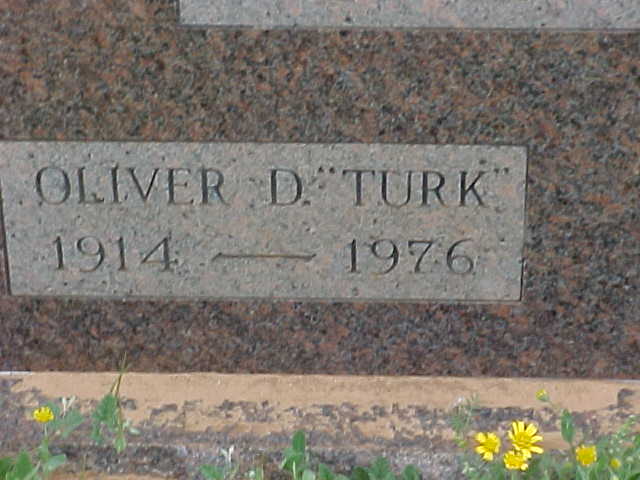 OLIVER D. "TURK"
1914 — 1976